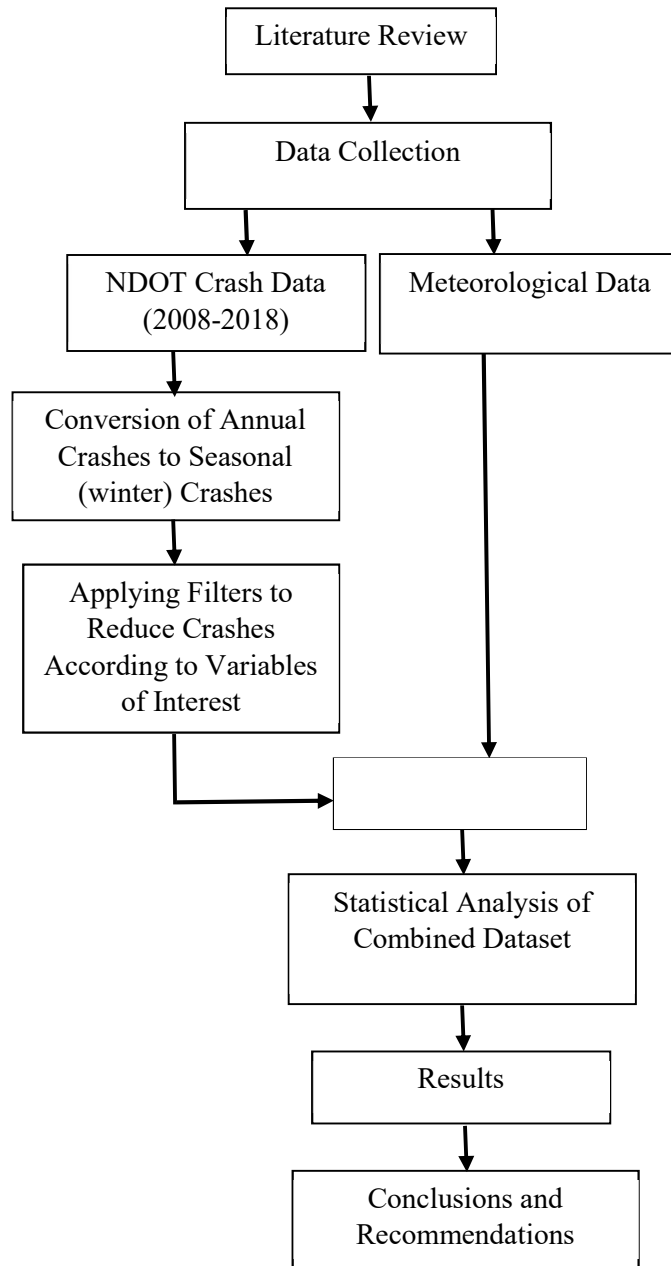 Literature Review
Data Collection
NDOT Crash Data
(2008-2018)
Meteorological Data
Conversion of Annual
Crashes to Seasonal
(winter) Crashes
Applying Filters to
Reduce Crashes
According to Variables
of Interest
Statistical Analysis of
Combined Dataset
Results
Conclusions and
Recommendations